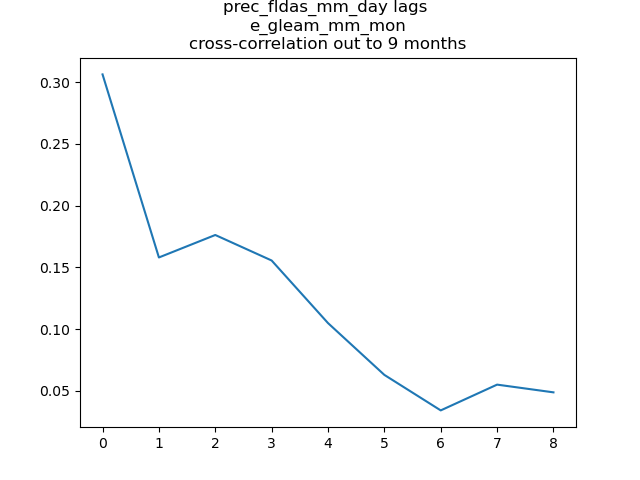 prec_fldas_mm_day lags
e_gleam_mm_mon
cross-correlation out to 9 months
0.30
0.25
0.20
0.15
0.10
0.05
0 1 2 3 4 5 6 7 8